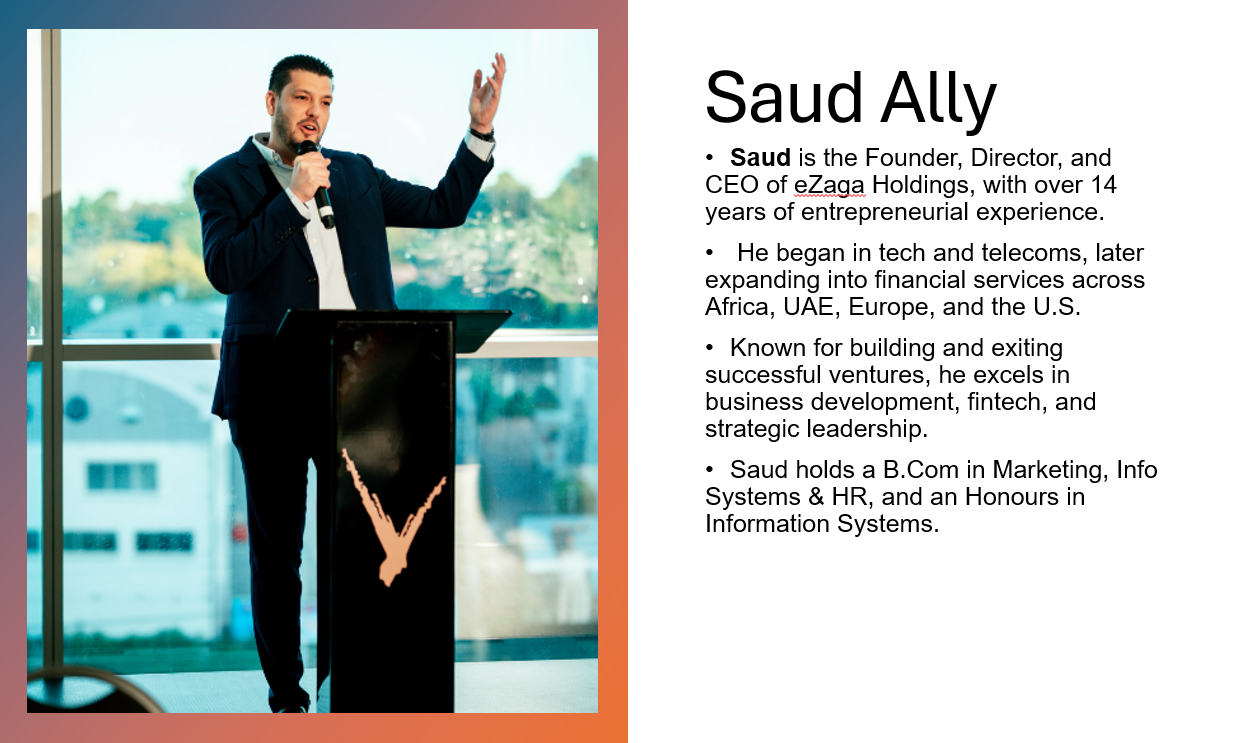 Saud Ally
• Saud is the Founder, Director, and
CEO of eZaga Holdings, with over 14
years of entrepreneurial experience.
• He began in tech and telecoms, later
expanding into financial services across
Africa, UAE, Europe, and the U.S.
• Known for building and exiting
successful ventures, he excels in
business development, fintech, and
strategic leadership.
• Saud holds a B.Com in Marketing, Info
Systems & HR, and an Honours in
Information Systems.